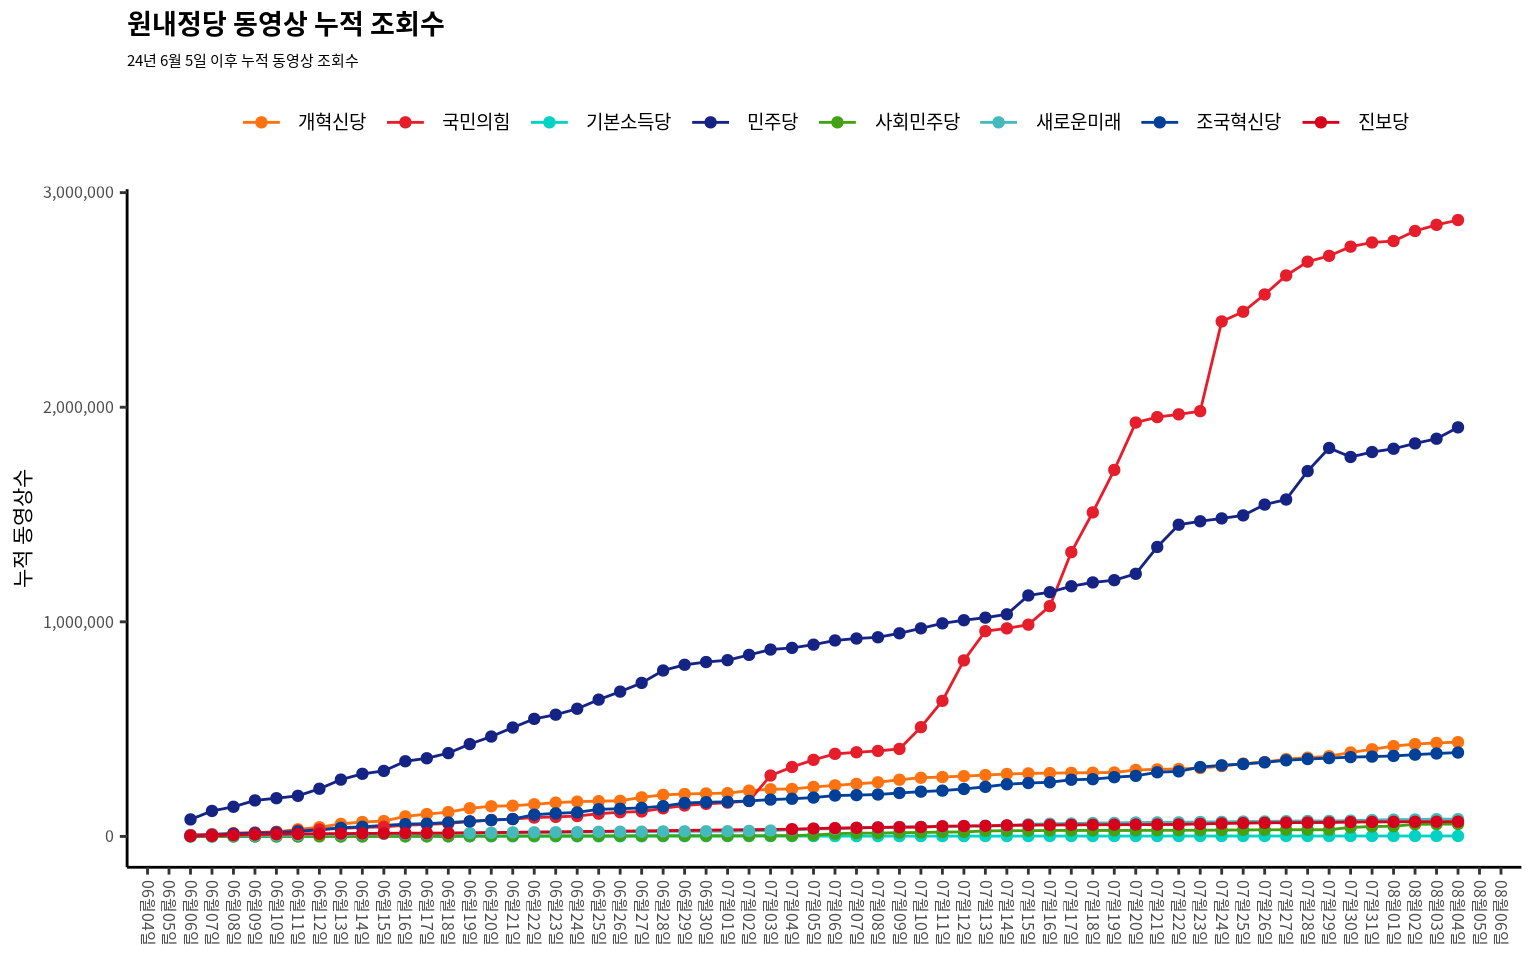 원내정당 동영상 누적 조회수
24년 6월 5일 이후 누적 동영상 조회수
개혁신당 국민의힘 기본소득당 민주당 사회민주당 새로운미래 조국혁신당 진보당
3,000,000
2,000,000
1,000,000
0
누적 동영상수
06월04일 06월05일 06월06일 06월07일 06월08일 06월09일 06월10일 06월11일 06월12일 06월13일 06월14일 06월15일 06월16일 06월17일 06월18일 06월19일 06월20일 06월21일 06월22일 06월23일 06월24일 06월25일 06월26일 06월27일 06월28일 06월29일 06월30일 07월01일 07월02일 07월03일 07월04일 07월05일 07월06일 07월07일 07월08일 07월09일 07월10일 07월11일 07월12일 07월13일 07월14일 07월15일 07월16일 07월17일 07월18일 07월19일 07월20일 07월21일 07월22일 07월23일 07월24일 07월25일 07월26일 07월27일 07월28일 07월29일 07월30일 07월31일 08월01일 08월02일 08월03일 08월04일 08월05일 08월06일